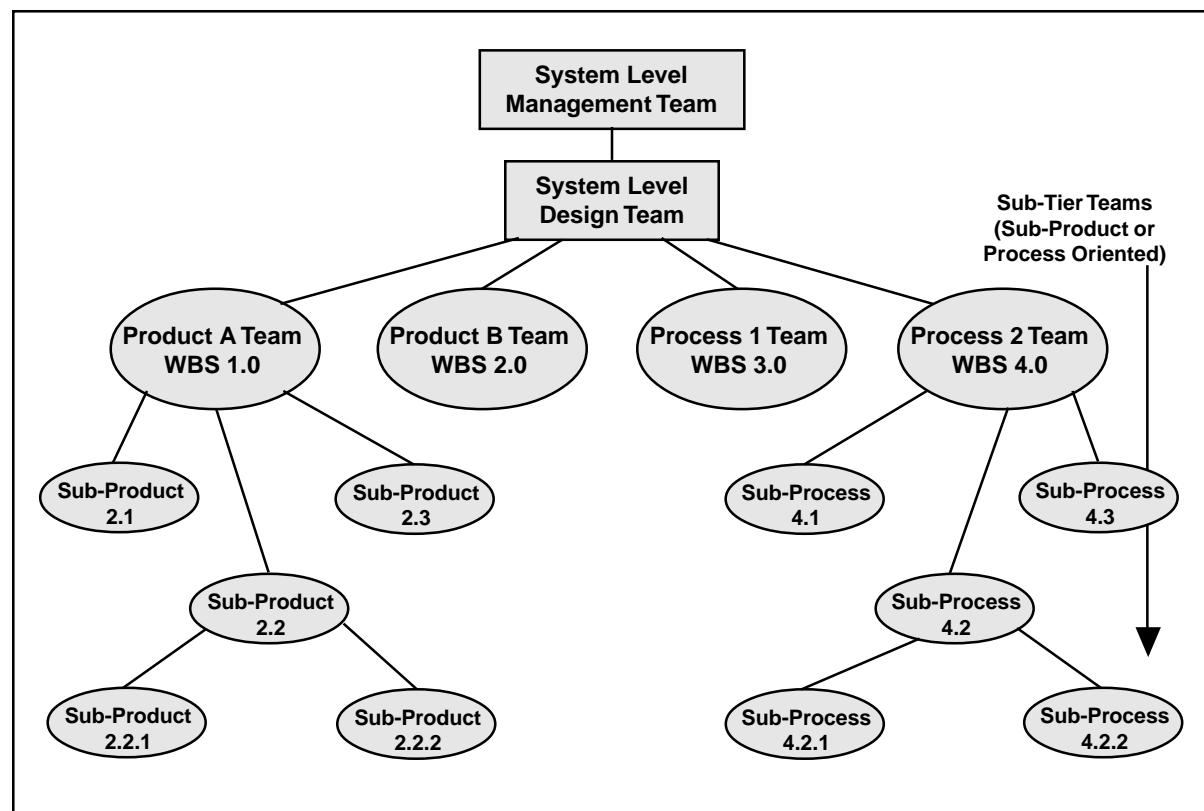 System Level
Management Team
System Level
Design Team
Sub-Tier Teams
(Sub-Product or
Process Oriented)
Product A Team
WBS 1.0
Product B Team
WBS 2.0
Process 1 Team
WBS 3.0
Process 2 Team
WBS 4.0
Sub-Product
2.1
Sub-Product
2.3
Sub-Process
4.1
Sub-Process
4.3
Sub-Product
2.2
Sub-Process
4.2
Sub-Product
2.2.1
Sub-Product
2.2.2
Sub-Process
4.2.1
Sub-Process
4.2.2